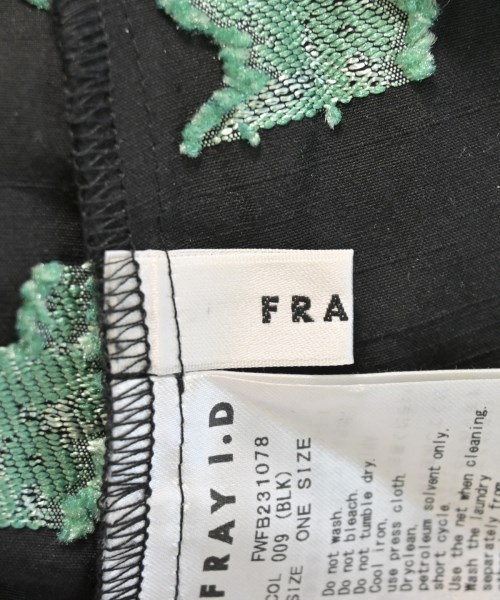 FRA
FRAY I.D
FWFB231078
COL 009 (BLK)
SIZE ONE SIZE
Do not wash.
Do not bleach.
Do not tumble dry.
Cool iron.
use press cloth.
Dryclean.
petroleum solvent only.
short cycle.
Use the net when cleaning.
Wash the laundry
separately from